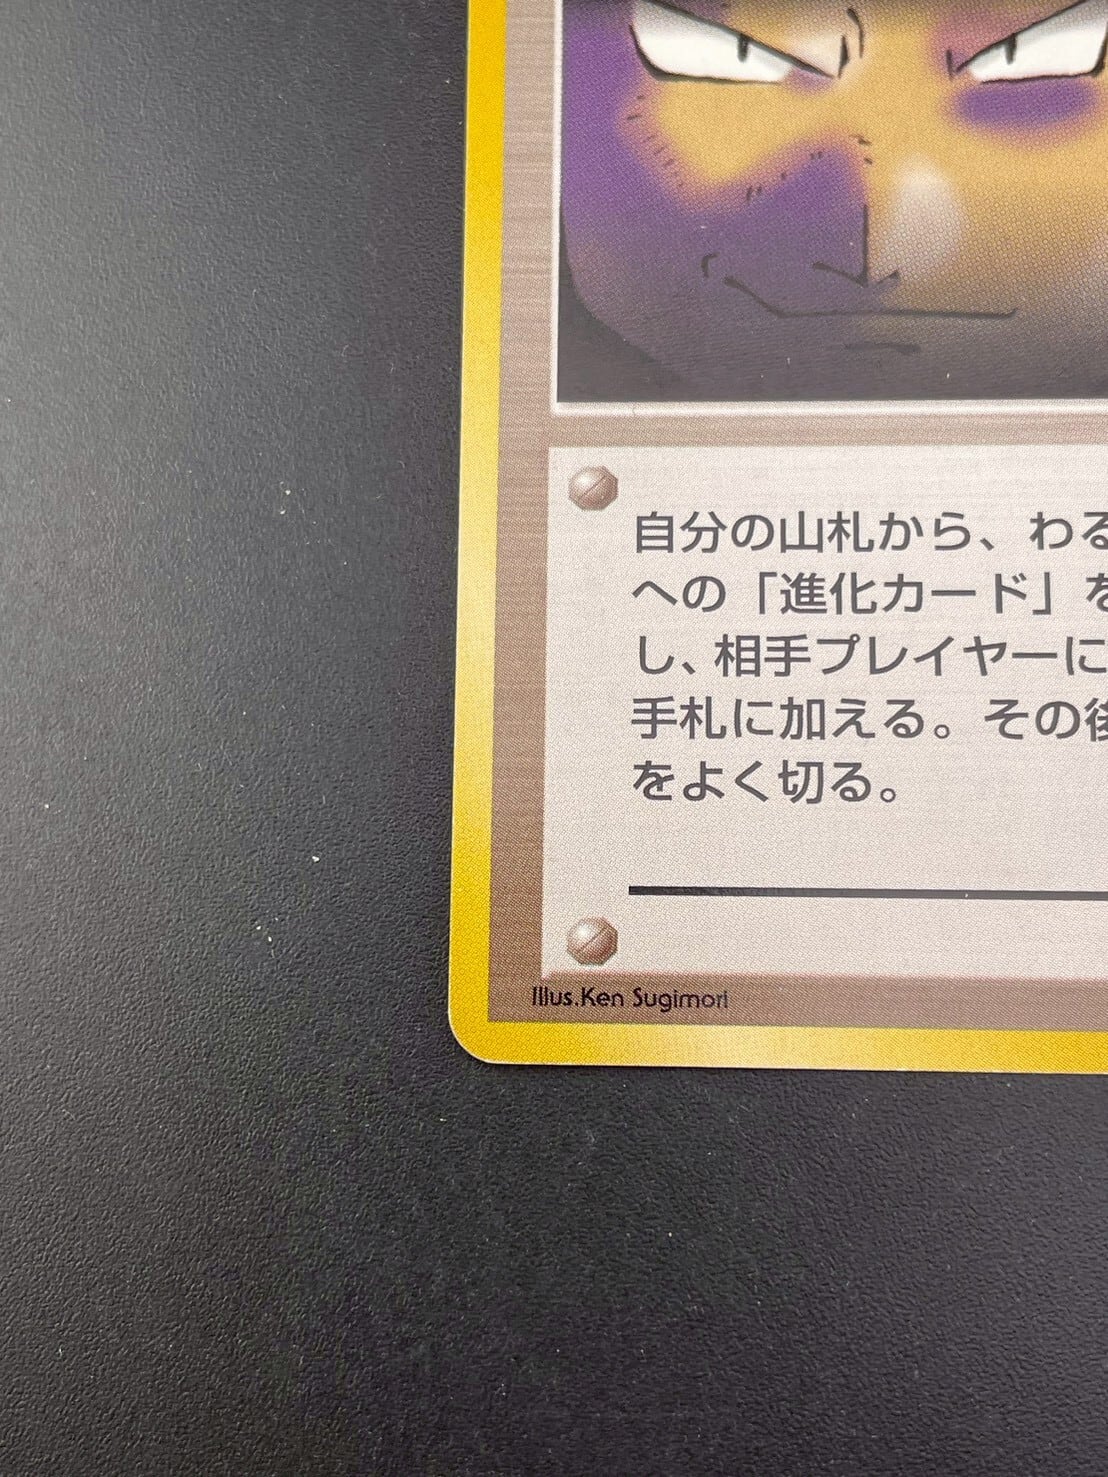 自分の山札から、わる
への「進化カード」を
し、相手プレイヤーに
手札に加える。その後
をよく切る。
Illus.Ken Sugimori